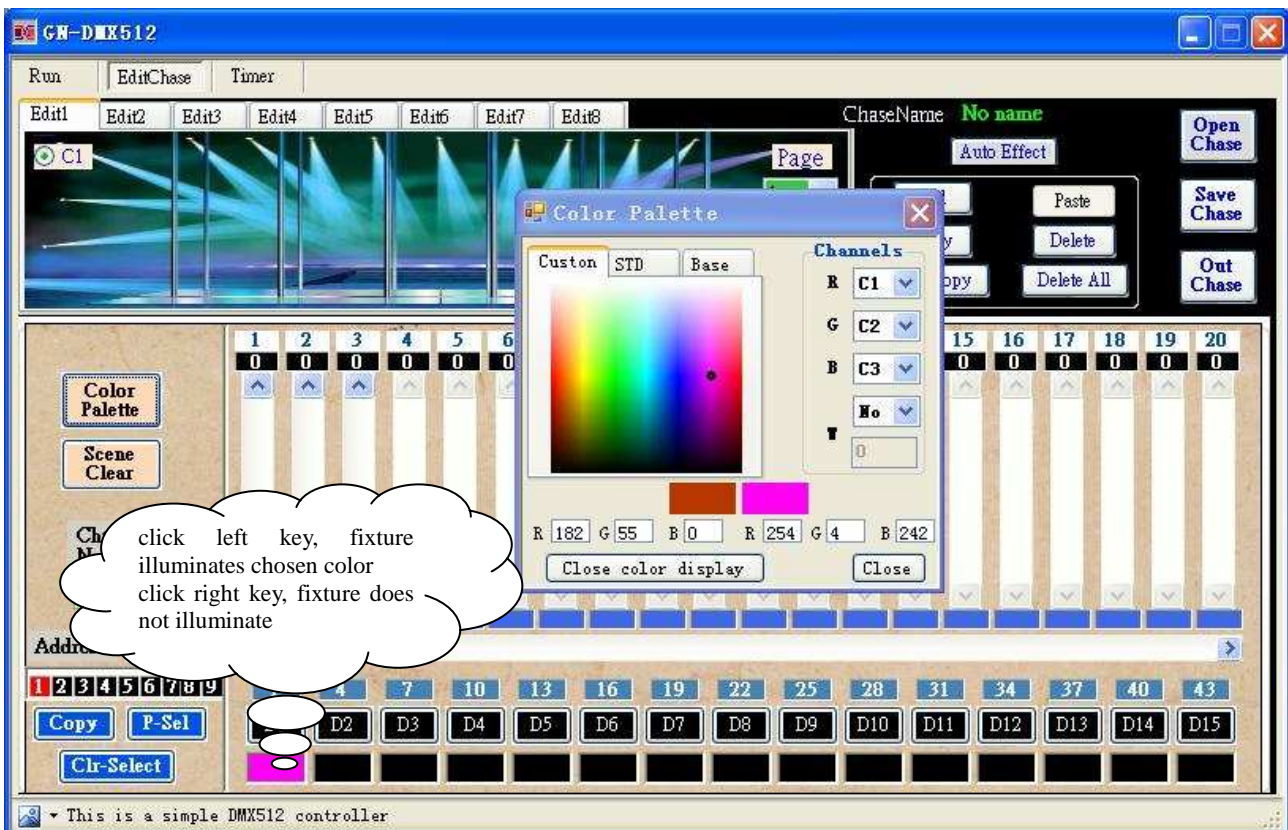 GN-DMX512
Run EditChase Timer
Edit1 Edit2 Edit3 Edit4 Edit5 Edit6 Edit7 Edit8
ChaseName No name
Open Chase
C1
Page
Auto Effect
Paste
Save Chase
Delete
Delete All
Out Chase
Color Palette
Custon STD Base
Channels
R C1
G C2
B C3
No
T
0
R 182 G 55 B 0 R 254 G 4 B 242
Close color display Close
1 2 3 4 5 6 15 16 17 18 19 20
0 0 0 0 0 0 0 0 0 0 0 0
Color Palette
Scene Clear
click left key, fixture
illuminates chosen color
click right key, fixture does
not illuminate
1 2 3 4 5 6 7 8 9
4 7 10 13 16 19 22 25 28 31 34 37 40 43
Copy P-Sel
D2 D3 D4 D5 D6 D7 D8 D9 D10 D11 D12 D13 D14 D15
Clr-Select
This is a simple DMX512 controller